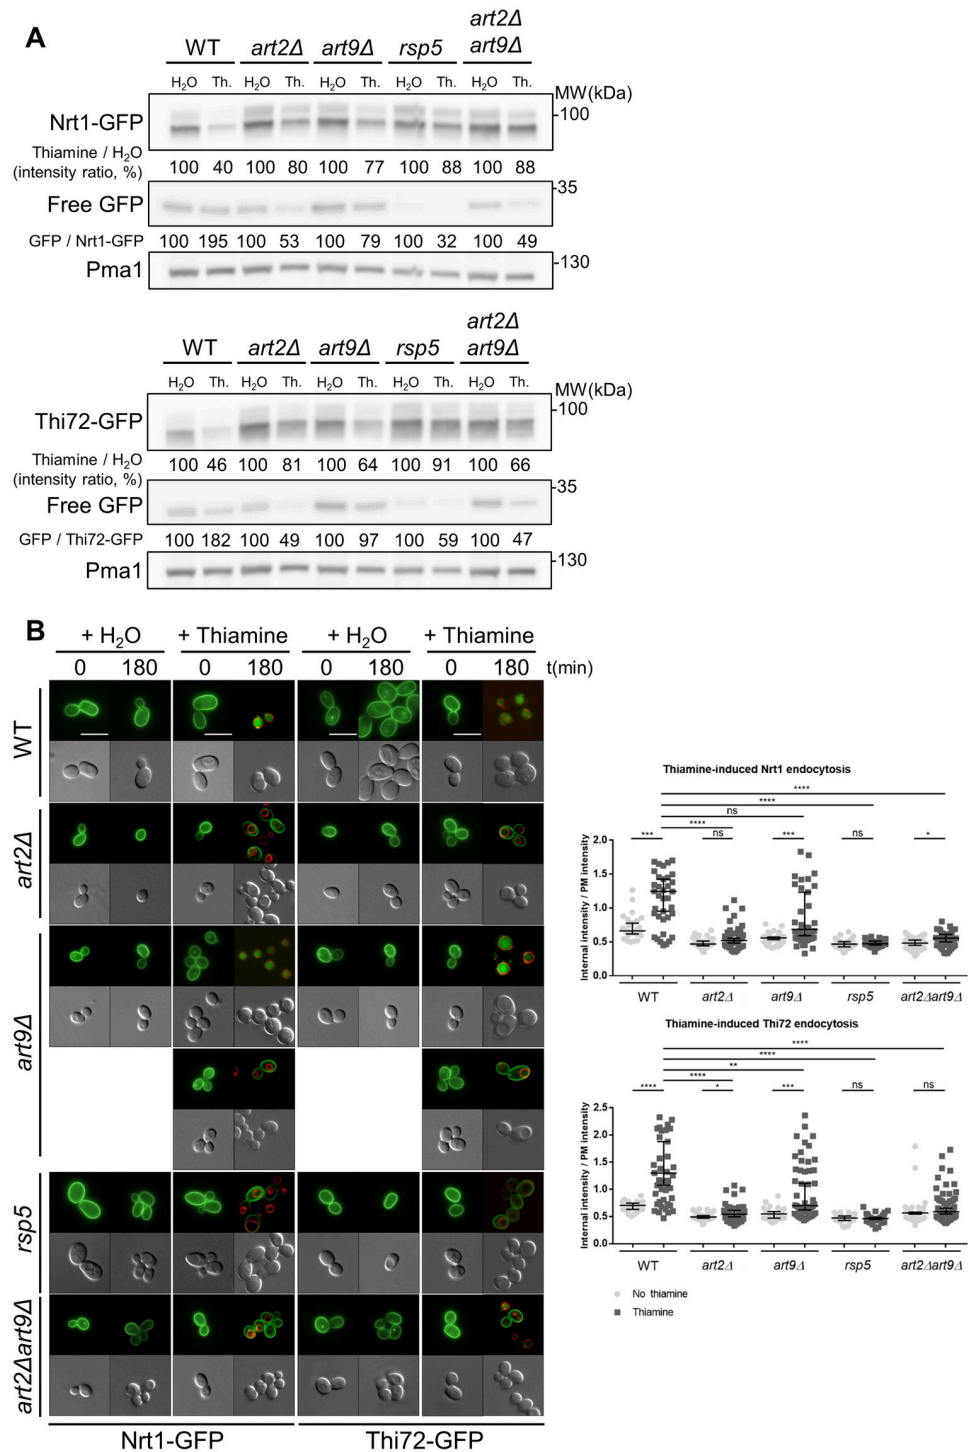 A
WT art2Δ art9Δ rsp5 art2Δ art9Δ
H2O Th. H2O Th. H2O Th. H2O Th. H2O Th.
MW(kDa)
Nrt1-GFP -100
Thiamine / H2O
(intensity ratio, %) 100 40 100 80 100 77 100 88 100 88
Free GFP -35
GFP / Nrt1-GFP 100 195 100 53 100 79 100 32 100 49
Pma1 -130
WT art2Δ art9Δ rsp5 art2Δ art9Δ
H2O Th. H2O Th. H2O Th. H2O Th. H2O Th.
MW(kDa)
Thi72-GFP -100
Thiamine / H2O
(intensity ratio, %) 100 46 100 81 100 64 100 91 100 66
Free GFP -35
GFP / Thi72-GFP 100 182 100 49 100 97 100 59 100 47
Pma1 -130
B
+ H2O + Thiamine + H2O + Thiamine
0 180 0 180 0 180 0 180 t(min)
WT
art2Δ
art9Δ
rsp5
art2Δart9Δ
Nrt1-GFP Thi72-GFP
Thiamine-induced Nrt1 endocytosis
****
****
ns
****
*** ns *** ns *
Internal intensity / PM intensity
2.0
1.5
1.0
0.5
0.0
WT art2Δ art9Δ rsp5 art2Δart9Δ
Thiamine-induced Thi72 endocytosis
****
****
**
****
**** * *** ns ns
Internal intensity / PM intensity
2.5
2.0
1.5
1.0
0.5
0.0
WT art2Δ art9Δ rsp5 art2Δart9Δ
No thiamine
Thiamine